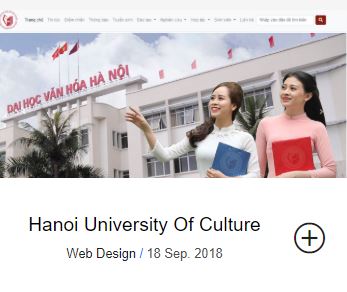 Trang chủ Tin tức Điểm nhấn Thông báo Tuyển sinh Đào tạo Nghiên cứu Hợp tác Sinh viên Liên hệ Nhập vào đây để tìm kiếm
ĐẠI HỌC VĂN HÓA HÀ NỘI
Hanoi University Of Culture
Web Design / 18 Sep. 2018